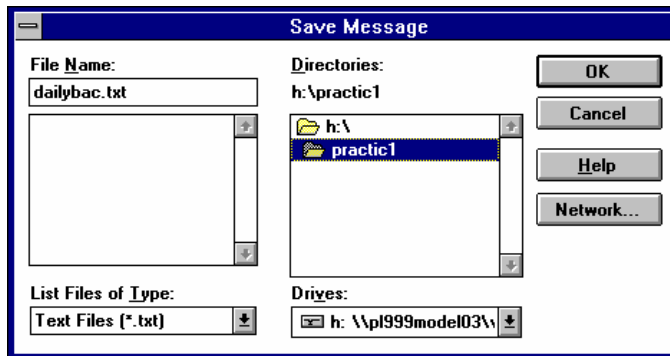 Save Message
File Name:
dailybac.txt
Directories:
h:\practic1
h:\
practic1
OK
Cancel
Help
Network...
List Files of Type:
Text Files (*.txt)
Drives:
h: \\pl999model03\